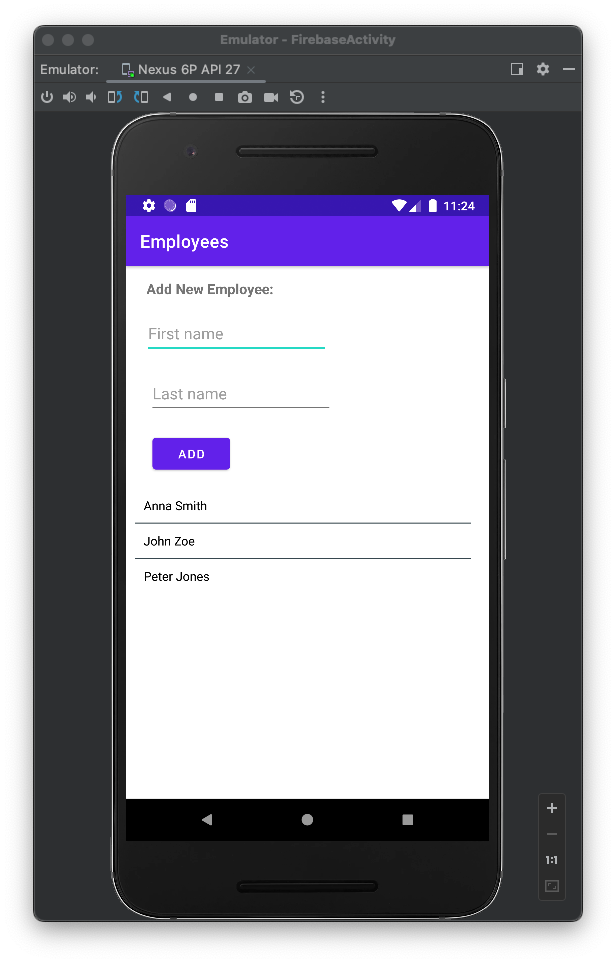 Emulator - FirebaseActivity
Emulator: Nexus 6P API 27
11:24
Employees
Add New Employee:
First name
Last name
ADD
Anna Smith
John Zoe
Peter Jones
1:1